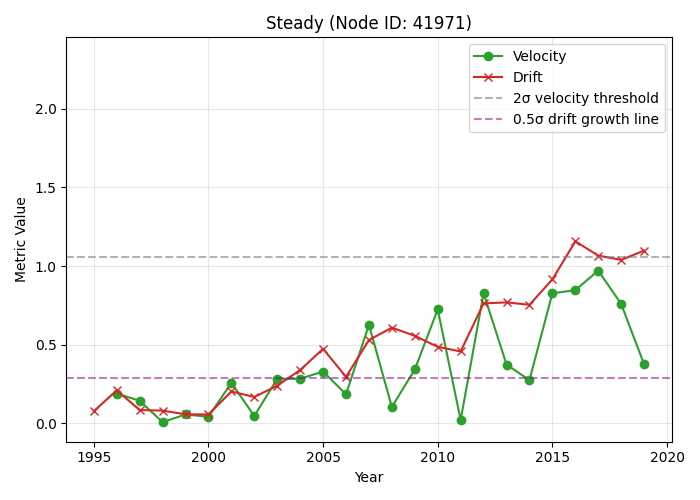 Steady (Node ID: 41971)
Velocity
Drift
2σ velocity threshold
0.5σ drift growth line
Metric Value
2.0
1.5
1.0
0.5
0.0
1995 2000 2005 2010 2015 2020
Year